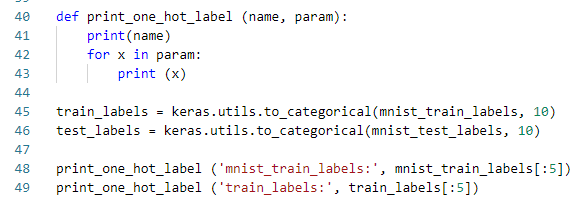 40 def print_one_hot_label (name, param):
41     print(name)
42     for x in param:
43         print (x)
44
45 train_labels = keras.utils.to_categorical(mnist_train_labels, 10)
46 test_labels = keras.utils.to_categorical(mnist_test_labels, 10)
47
48 print_one_hot_label ('mnist_train_labels:', mnist_train_labels[:5])
49 print_one_hot_label ('train_labels:', train_labels[:5])